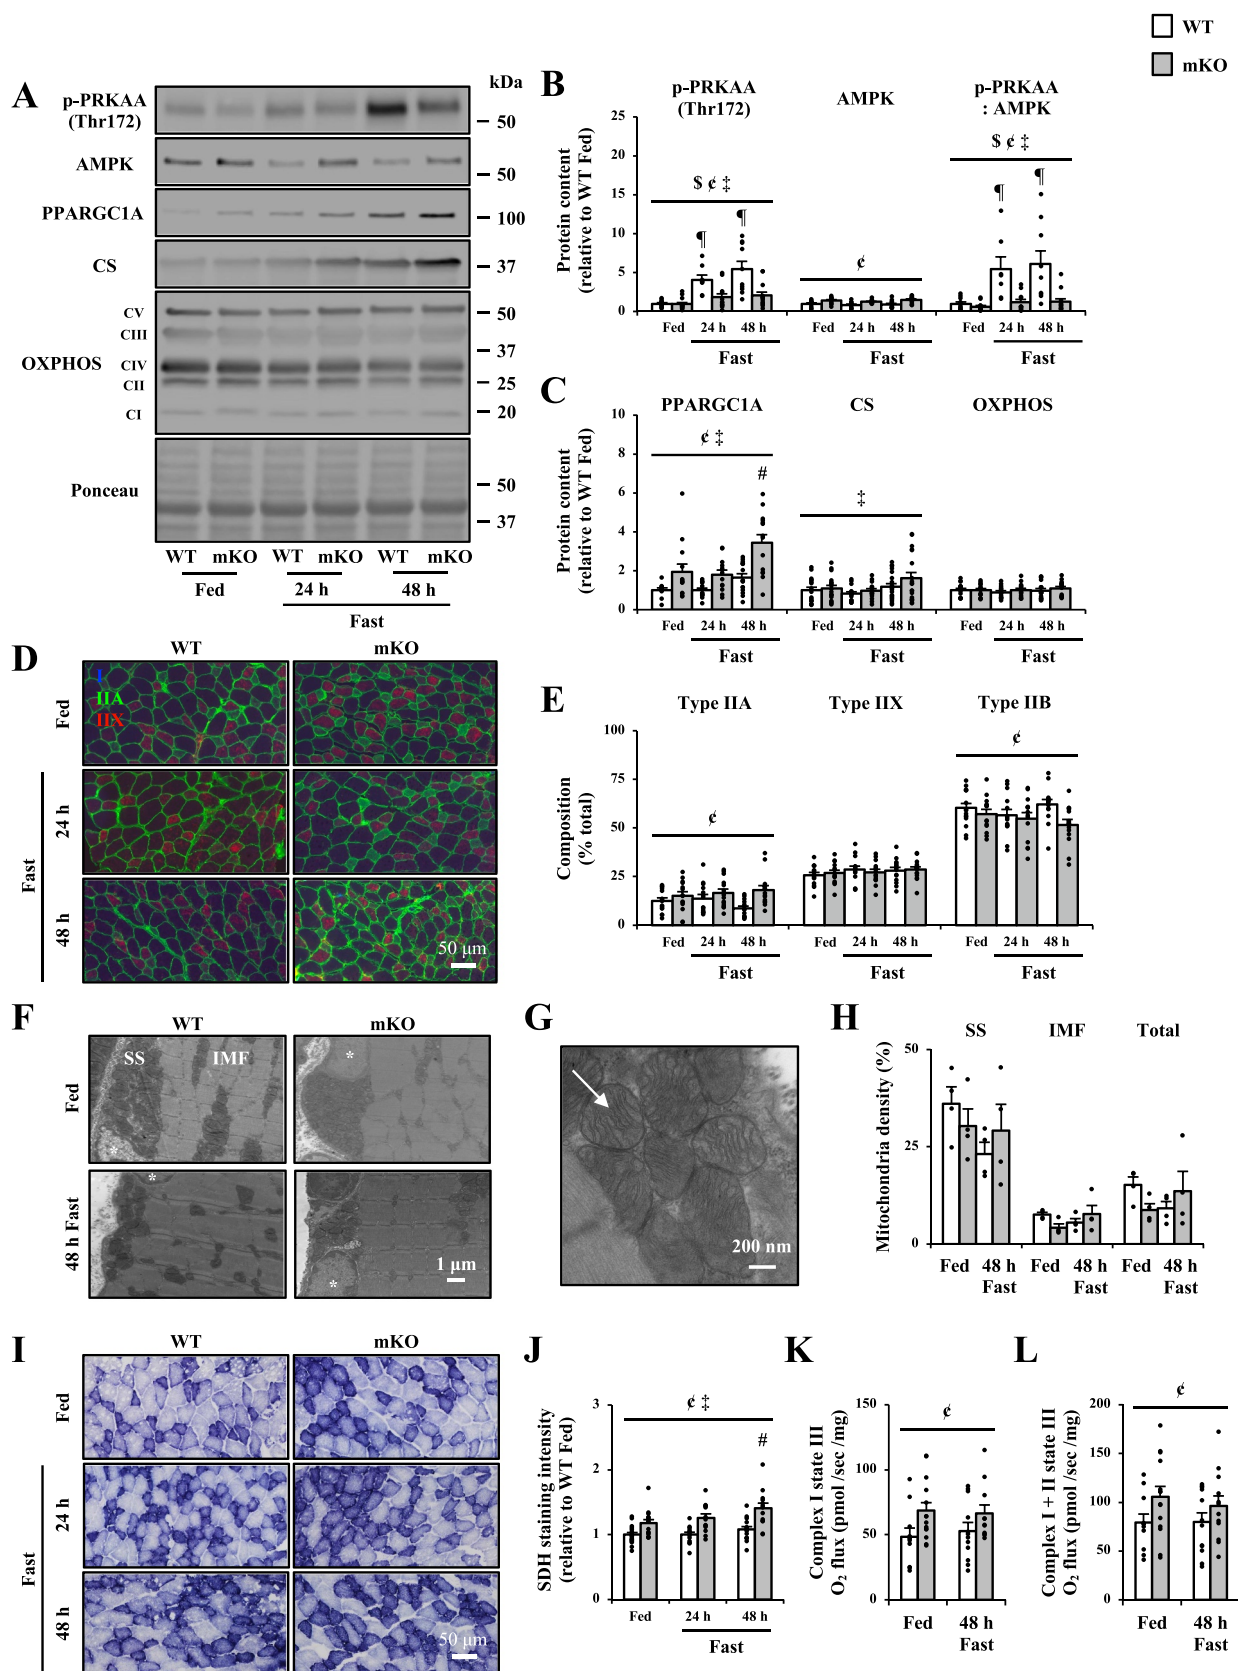 WT
mKO
A
kDa
p-PRKAA
(Thr172)
50
AMPK
50
PPARGC1A
100
CS
37
OXPHOS
CV
CIII
CIV
CII
CI
50
37
25
20
Ponceau
50
37
WT mKO WT mKO WT mKO
Fed 24 h 48 h
Fast
B
p-PRKAA
(Thr172)
AMPK
p-PRKAA
: AMPK
Protein content
(relative to WT Fed)
25
20
15
10
5
0
$ ¢ ‡
¶ ¶
¢
$ ¢ ‡
¶ ¶
Fed 24 h 48 h Fed 24 h 48 h Fed 24 h 48 h
Fast Fast Fast
C
PPARGC1A CS OXPHOS
Protein content
(relative to WT Fed)
10
8
6
4
2
0
¢ ‡
#
‡
Fed 24 h 48 h Fed 24 h 48 h Fed 24 h 48 h
Fast Fast Fast
D
WT mKO
I
IIA
IIX
Fed
24 h
48 h
Fast
50 µm
E
Type IIA Type IIX Type IIB
Composition
(% total)
100
75
50
25
0
¢
¢
Fed 24 h 48 h Fed 24 h 48 h Fed 24 h 48 h
Fast Fast Fast
F
WT mKO
SS IMF
*
*
*
*
Fed
48 h Fast
1 µm
G
200 nm
H
SS IMF Total
Mitochondria density (%)
50
25
0
Fed 48 h Fed 48 h Fed 48 h
Fast Fast Fast
I
WT mKO
Fed
24 h
48 h
Fast
50 µm
J
SDH staining intensity
(relative to WT Fed)
3
2
1
0
¢ ‡
#
Fed 24 h 48 h
Fast
K
Complex I state III
O₂ flux (pmol /sec /mg)
150
100
50
0
¢
Fed 48 h
Fast
L
Complex I + II state III
O₂ flux (pmol /sec /mg)
200
150
100
50
0
¢
Fed 48 h
Fast